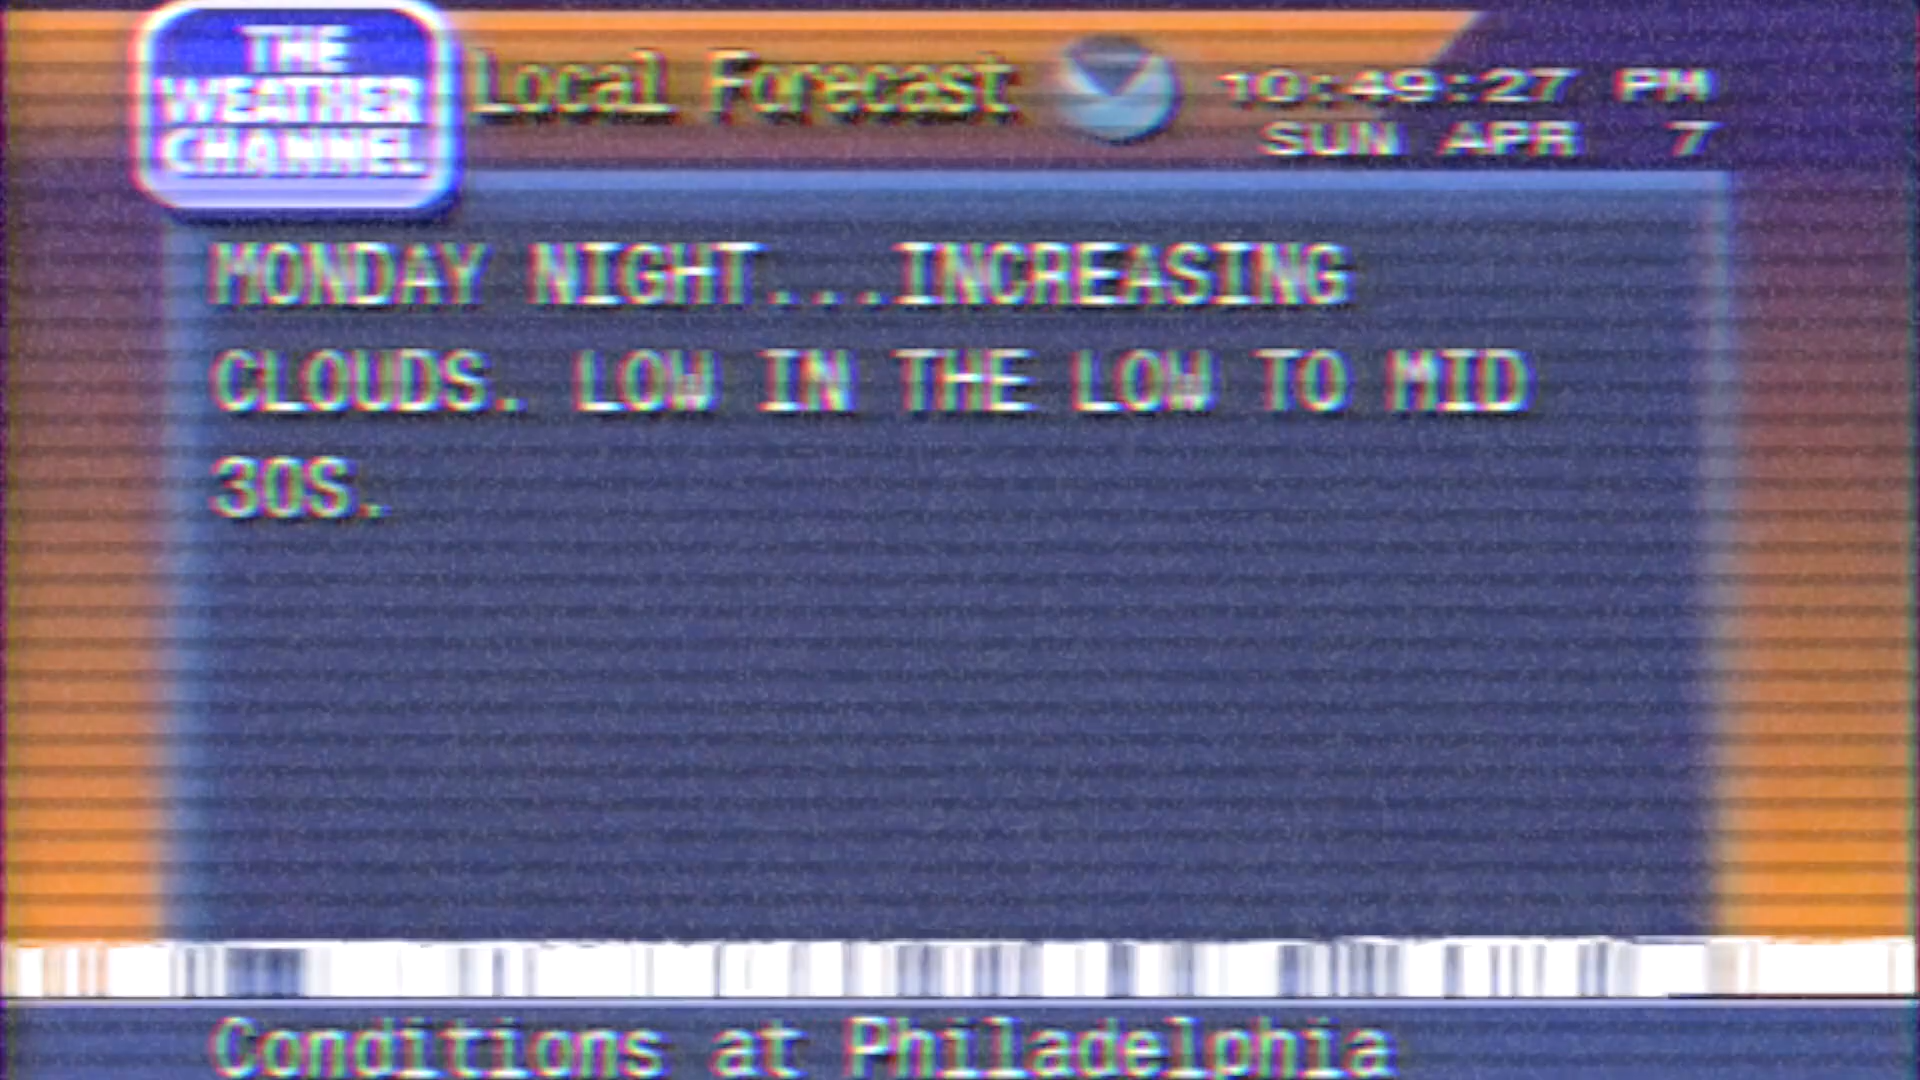 THE
WEATHER
CHANNEL
Local Forecast
10:49:27 PM
SUN APR 7
MONDAY NIGHT...INCREASING
CLOUDS. LOW IN THE LOW TO MID
30S.
Conditions at Philadelphia